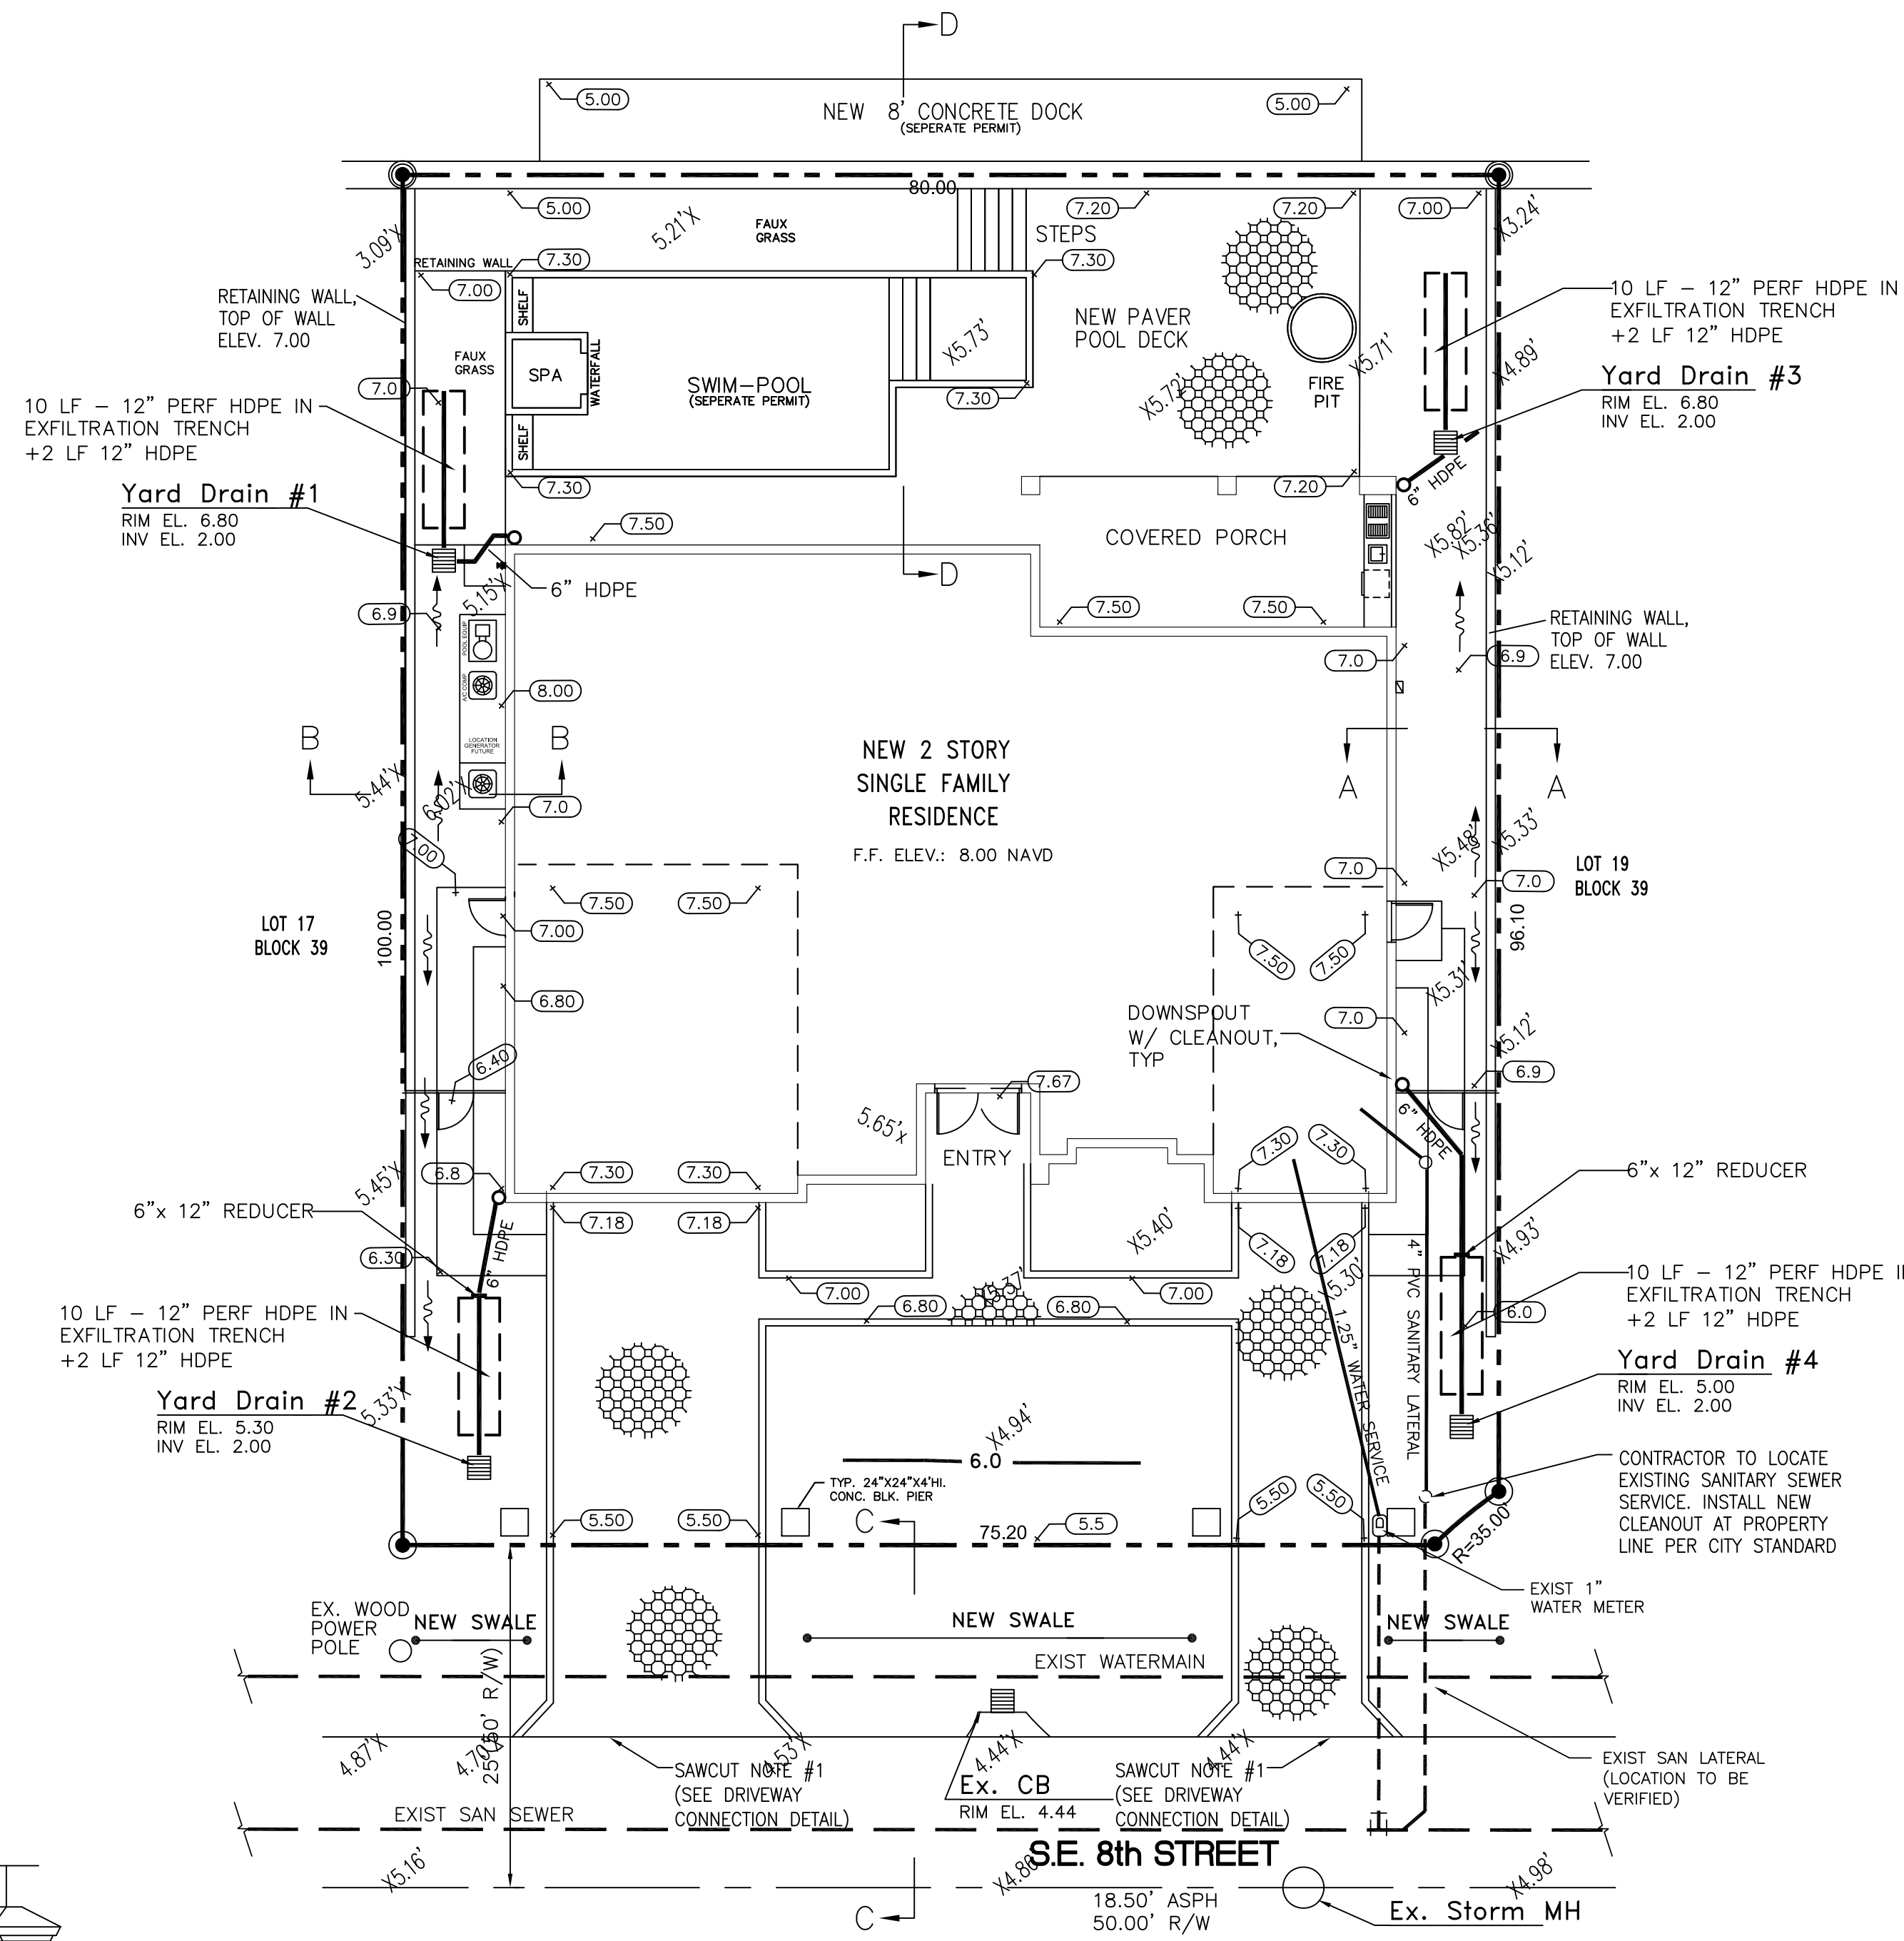 D
5.00
NEW 8' CONCRETE DOCK
(SEPERATE PERMIT)
5.00
80.00
5.00
5.21'X
FAUX
GRASS
7.20
7.20
7.00
X3.24'
3.09'X
STEPS
RETAINING WALL
7.30
7.30
7.00
RETAINING WALL,
TOP OF WALL
ELEV. 7.00
10 LF – 12" PERF HDPE IN
EXFILTRATION TRENCH
+2 LF 12" HDPE
SHELF
NEW PAVER
POOL DECK
X5.73'
X5.71'
X4.89'
FAUX
GRASS
SPA
WATERFALL
SWIM–POOL
(SEPERATE PERMIT)
FIRE
PIT
X5.72'
7.30
7.0
Yard Drain #3
RIM EL. 6.80
INV EL. 2.00
10 LF – 12" PERF HDPE IN
EXFILTRATION TRENCH
+2 LF 12" HDPE
SHELF
7.30
7.20
6" HDPE
Yard Drain #1
RIM EL. 6.80
INV EL. 2.00
7.50
COVERED PORCH
X5.82'
X5.36'
X5.12'
D
5.15'X
6" HDPE
6.9
7.50
7.50
POOL EQUIP
A/C COMP
RETAINING WALL,
TOP OF WALL
ELEV. 7.00
7.0
6.9
8.00
LOCATION
GENERATOR
FUTURE
B
B
NEW 2 STORY
SINGLE FAMILY
RESIDENCE
F.F. ELEV.: 8.00 NAVD
A
A
5.44'X
6.02'X
7.0
7.00
X5.48'
X5.33'
7.0
7.0
LOT 19
BLOCK 39
7.50
7.50
7.00
7.50
7.50
LOT 17
BLOCK 39
100.00
96.10
6.80
X5.31'
DOWNSPOUT
W/ CLEANOUT,
TYP
7.0
X5.12'
6.40
7.67
6.9
5.65'x
6" HDPE
ENTRY
7.30
7.30
5.45'X
6.8
7.30
7.30
6"x 12" REDUCER
6"x 12" REDUCER
7.18
7.18
X5.40'
7.18
7.18
X4.93'
6.30
6" HDPE
X5.37'
X5.30'
7.00
7.00
6.80
6.80
10 LF – 12" PERF HDPE IN
EXFILTRATION TRENCH
+2 LF 12" HDPE
10 LF – 12" PERF HDPE I
EXFILTRATION TRENCH
+2 LF 12" HDPE
6.0
1.25" WATER SERVICE
4" PVC SANITARY LATERAL
Yard Drain #2
RIM EL. 5.30
INV EL. 2.00
5.33'X
Yard Drain #4
RIM EL. 5.00
INV EL. 2.00
X4.94'
6.0
TYP. 24"X24"X4'HI.
CONC. BLK. PIER
CONTRACTOR TO LOCATE
EXISTING SANITARY SEWER
SERVICE. INSTALL NEW
CLEANOUT AT PROPERTY
LINE PER CITY STANDARD
5.50
5.50
C
75.20
5.5
5.50
5.50
R=35.00'
EXIST 1"
WATER METER
EX. WOOD
POWER
POLE
NEW SWALE
NEW SWALE
NEW SWALE
EXIST WATERMAIN
4.87'X
4.53'X
4.44'X
4.44'X
SAWCUT NOTE #1
(SEE DRIVEWAY
CONNECTION DETAIL)
Ex. CB
RIM EL. 4.44
SAWCUT NOTE #1
(SEE DRIVEWAY
CONNECTION DETAIL)
EXIST SAN LATERAL
(LOCATION TO BE
VERIFIED)
EXIST SAN SEWER
S.E. 8th STREET
X5.16'
X4.86'
X4.98'
C
18.50' ASPH
50.00' R/W
Ex. Storm MH